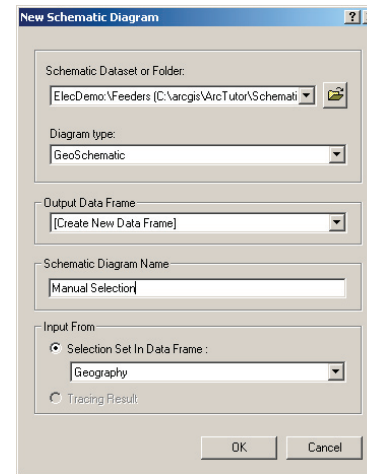 New Schematic Diagram
Schematic Dataset or Folder:
ElecDemo:\Feeders (C:\arcgis\ArcTutor\Schemati
Diagram type:
GeoSchematic
Output Data Frame
[Create New Data Frame]
Schematic Diagram Name
Manual Selection
Input From
Selection Set In Data Frame :
Geography
Tracing Result
OK Cancel